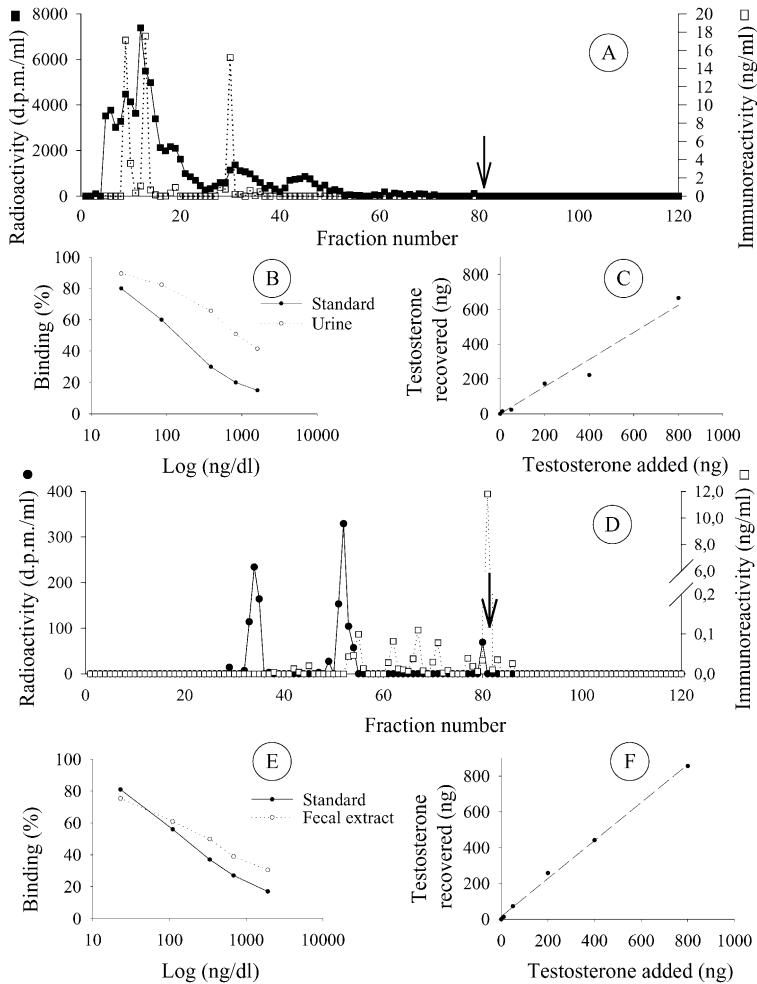 ■ Radioactivity (d.p.m./ml)
8000
6000
4000
2000
0
A
20
18
16
14
12
10
8
6
4
2
0
□ Immunoreactivity (ng/ml)
0 20 40 60 80 100 120
Fraction number
Binding (%)
100
80
60
40
20
0
B
Standard
Urine
10 100 1000 10000
Log (ng/dl)
Testosterone
recovered (ng)
800
600
400
200
0
C
0 200 400 600 800 1000
Testosterone added (ng)
● Radioactivity (d.p.m./ml)
400
300
200
100
0
D
12,0
10,0
8,0
6,0
0,2
0,1
0,0
□ Immunoreactivity (ng/ml)
0 20 40 60 80 100 120
Fraction number
Binding (%)
100
80
60
40
20
0
E
Standard
Fecal extract
10 100 1000 10000
Log (ng/dl)
Testosterone
recovered (ng)
800
600
400
200
0
F
0 200 400 600 800 1000
Testosterone added (ng)